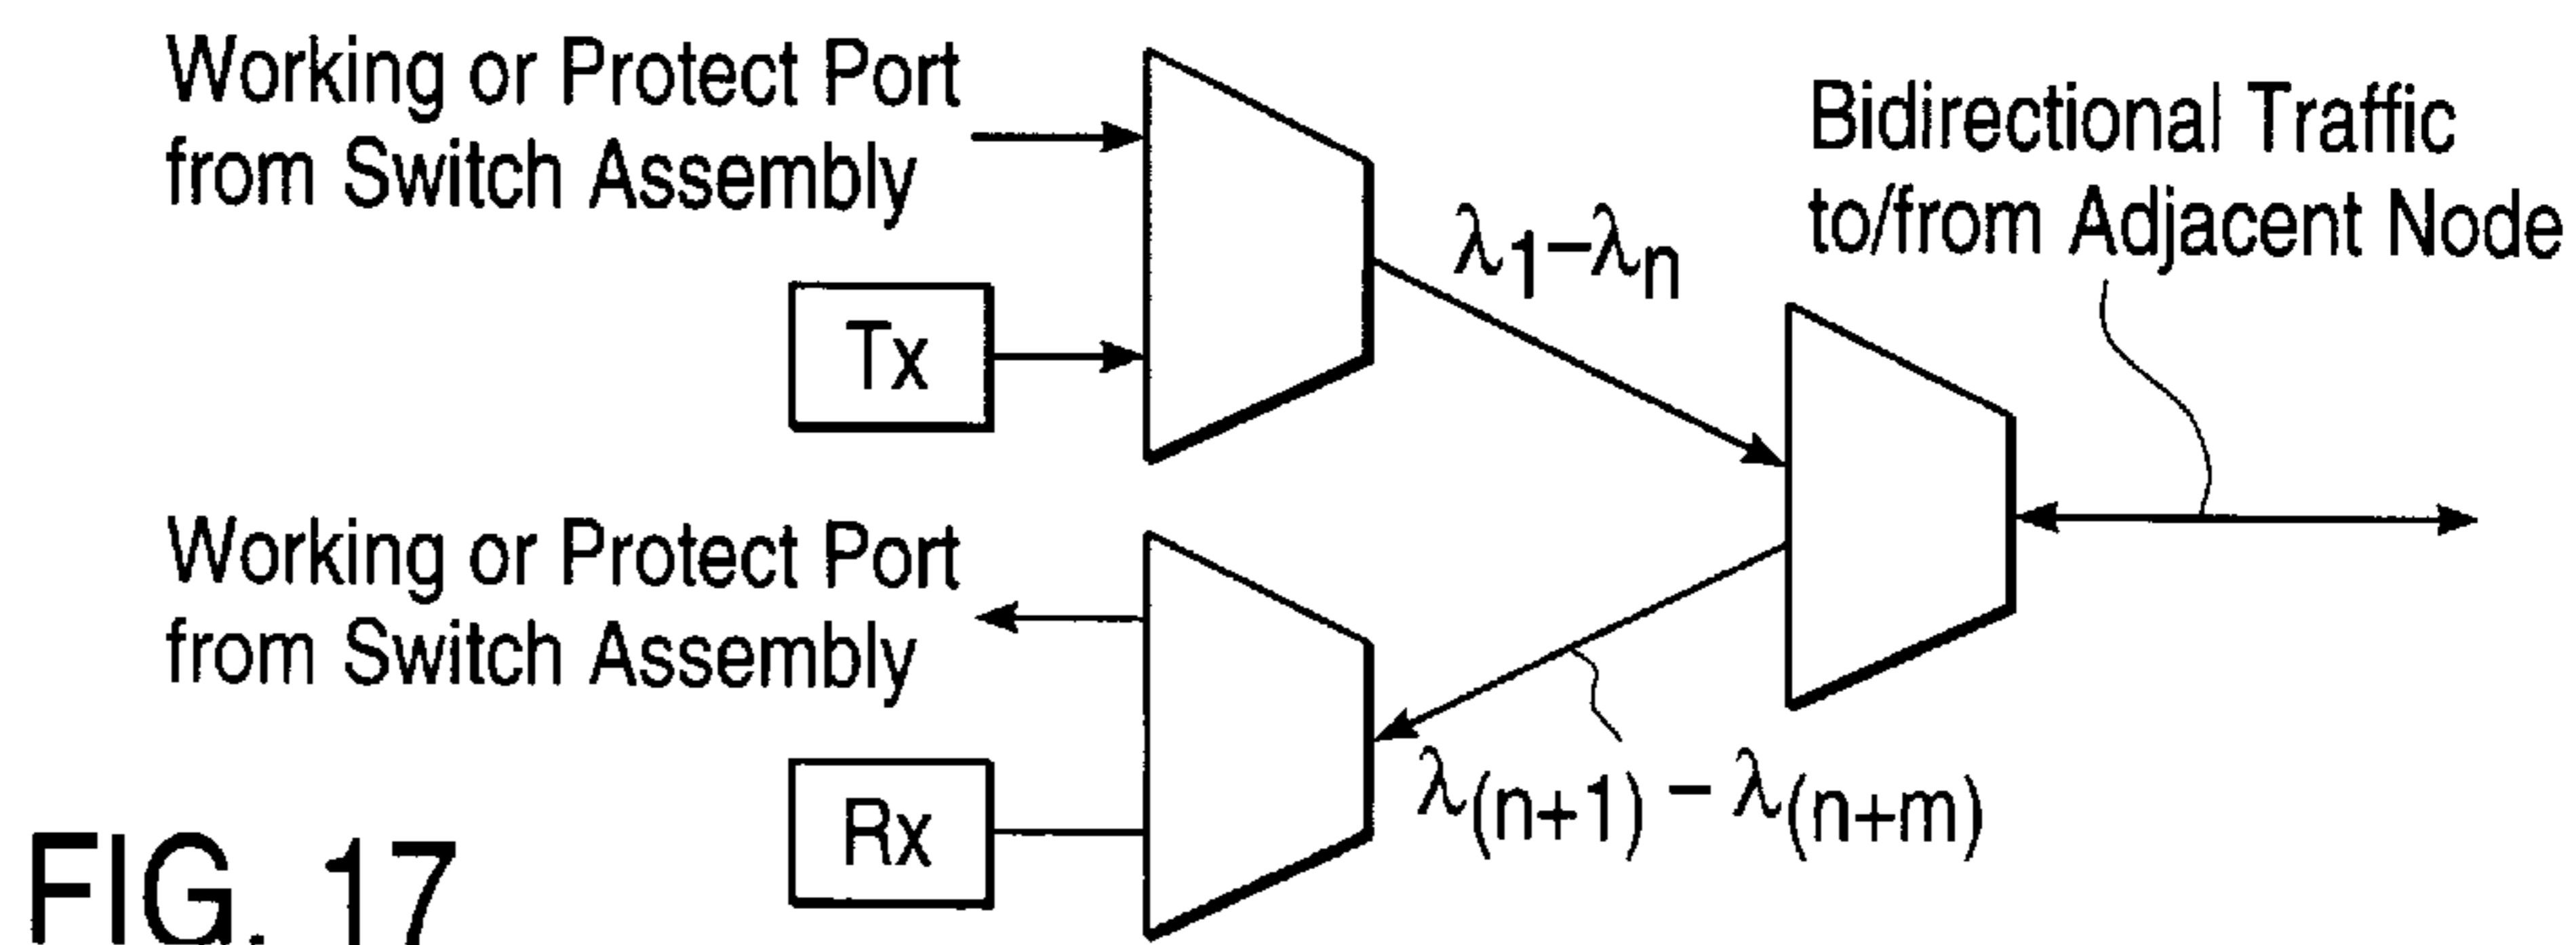 Working or Protect Port
from Switch Assembly
Bidirectional Traffic
to/from Adjacent Node
λ1–λn
Tx
Working or Protect Port
from Switch Assembly
λ(n+1) – λ(n+m)
Rx
FIG. 17